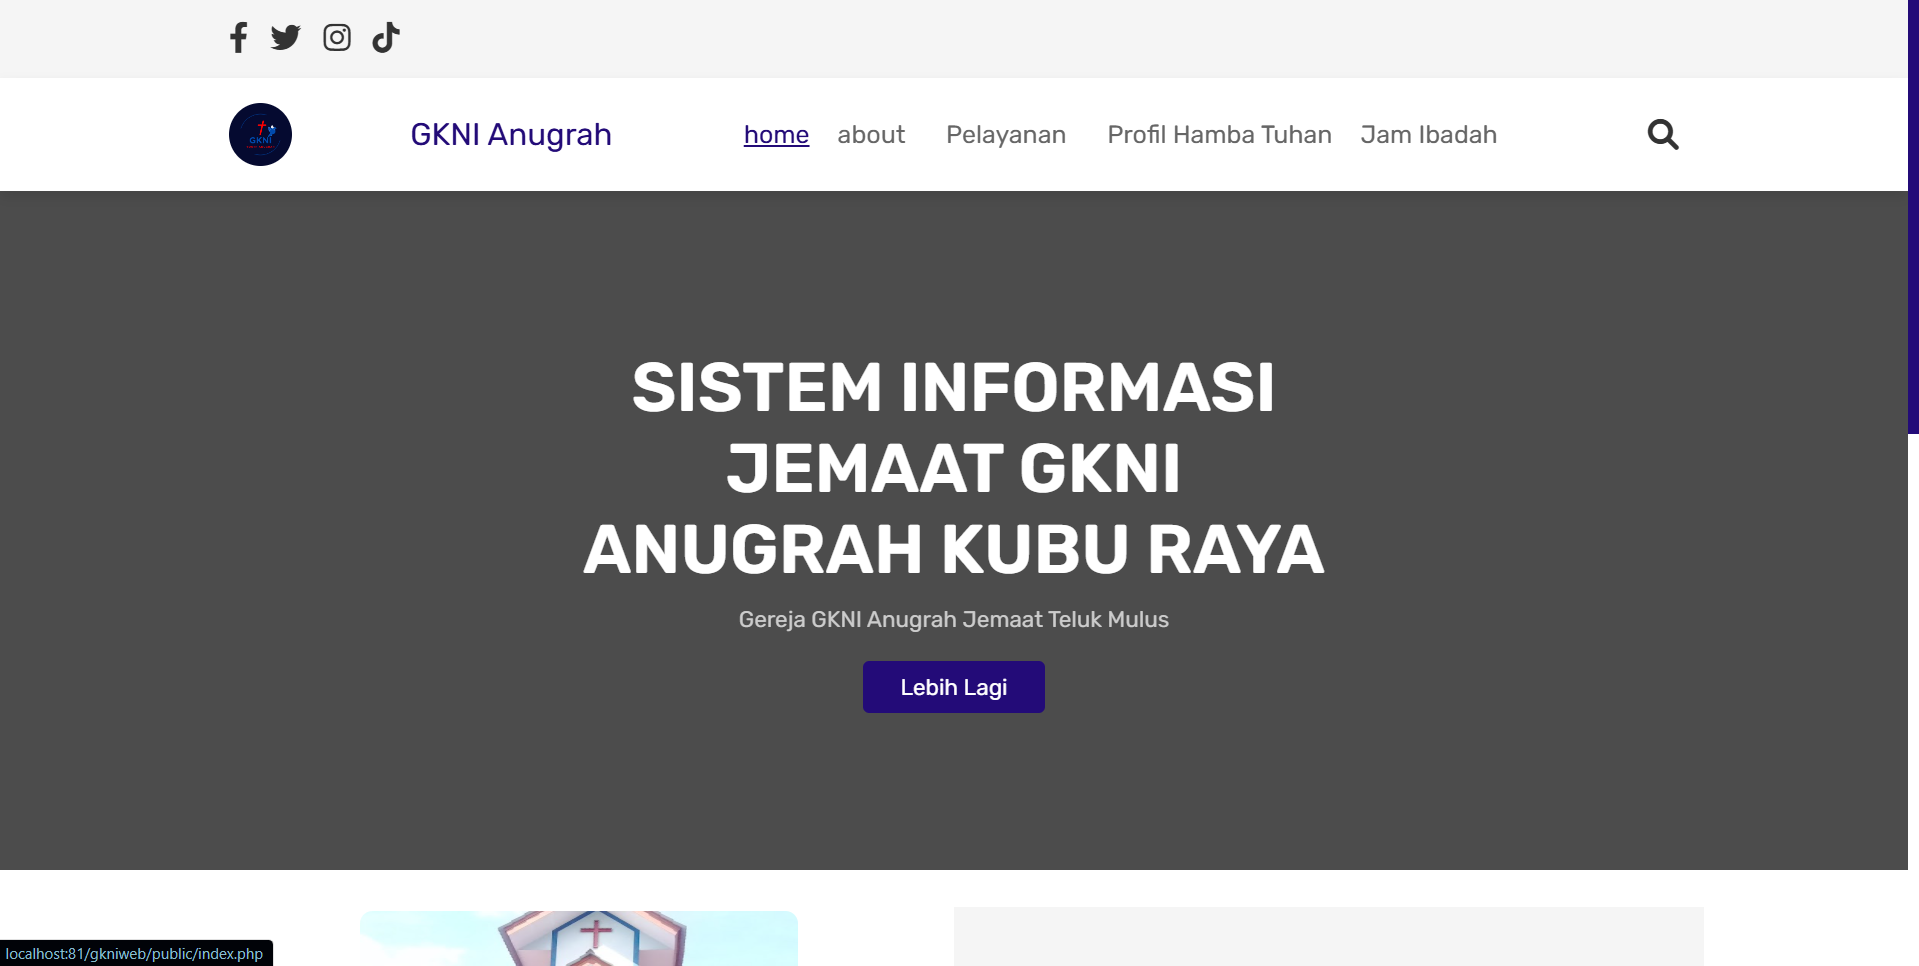 GKNI
GKNI Anugrah
home
about
Pelayanan
Profil Hamba Tuhan
Jam Ibadah
SISTEM INFORMASI
JEMAAT GKNI
ANUGRAH KUBU RAYA
Gereja GKNI Anugrah Jemaat Teluk Mulus
Lebih Lagi
localhost:81/gkniweb/public/index.php